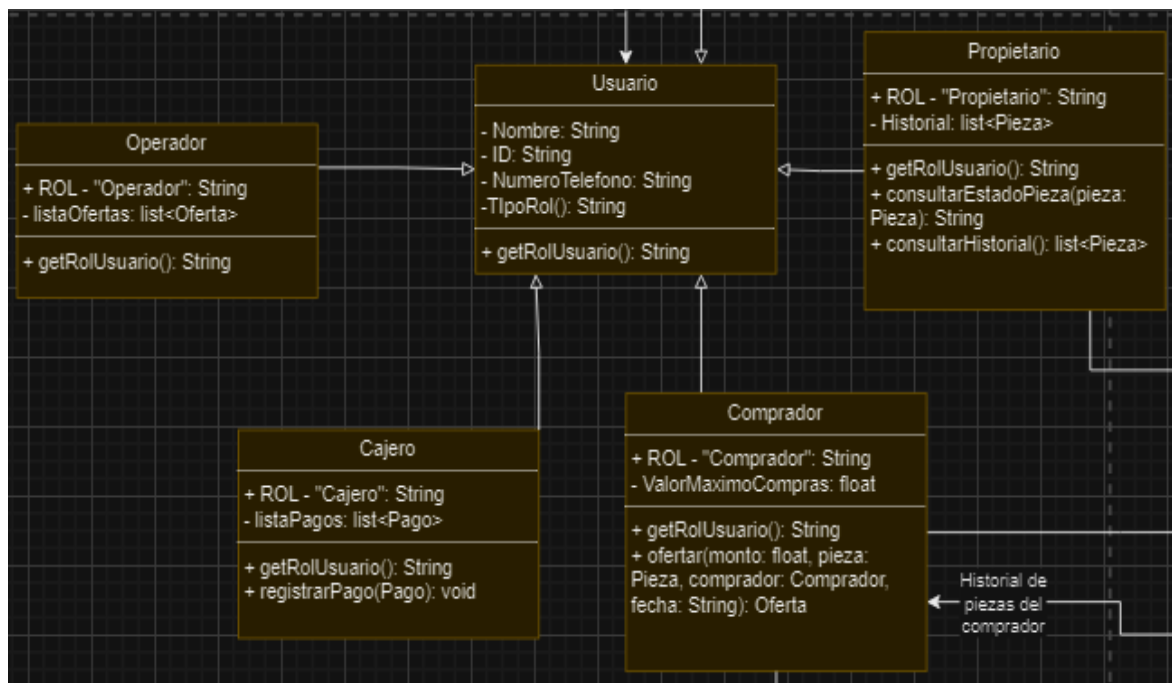 Operador
+ ROL - "Operador": String
- listaOfertas: list<Oferta>
+ getRolUsuario(): String
Usuario
- Nombre: String
- ID: String
- NumeroTelefono: String
-TIpoRol(): String
+ getRolUsuario(): String
Propietario
+ ROL - "Propietario": String
- Historial: list<Pieza>
+ getRolUsuario(): String
+ consultarEstadoPieza(pieza:
Pieza): String
+ consultarHistorial(): list<Pieza>
Cajero
+ ROL - "Cajero": String
- listaPagos: list<Pago>
+ getRolUsuario(): String
+ registrarPago(Pago): void
Comprador
+ ROL - "Comprador": String
- ValorMaximoCompras: float
+ getRolUsuario(): String
+ ofertar(monto: float, pieza:
Pieza, comprador: Comprador,
fecha: String): Oferta
Historial de
piezas del
comprador